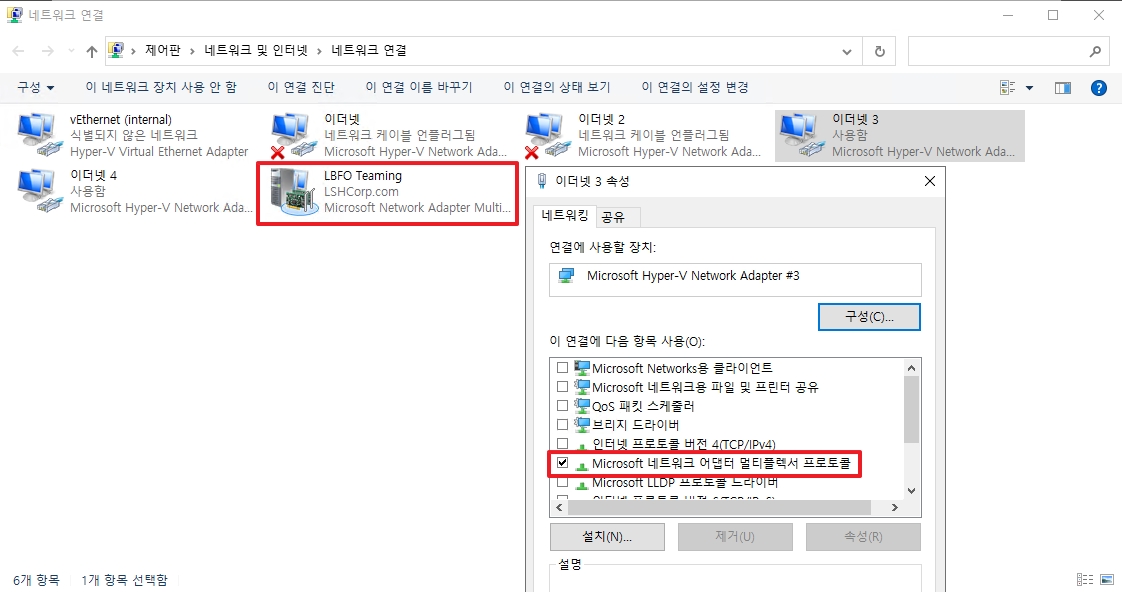 네트워크 연결
제어판 › 네트워크 및 인터넷 › 네트워크 연결
구성 이 네트워크 장치 사용 안 함 이 연결 진단 이 연결 이름 바꾸기 이 연결의 상태 보기 이 연결의 설정 변경
vEthernet (internal)
식별되지 않은 네트워크
Hyper-V Virtual Ethernet Adapter
이더넷
네트워크 케이블 언플러그됨
Microsoft Hyper-V Network Ada...
이더넷 2
네트워크 케이블 언플러그됨
Microsoft Hyper-V Network Ada...
이더넷 3
사용함
Microsoft Hyper-V Network Ada...
이더넷 4
사용함
Microsoft Hyper-V Network Ada...
LBFO Teaming
LSHCorp.com
Microsoft Network Adapter Multi...
이더넷 3 속성
네트워킹 공유
연결에 사용할 장치:
Microsoft Hyper-V Network Adapter #3
구성(C)...
이 연결에 다음 항목 사용(O):
Microsoft Networks용 클라이언트
Microsoft 네트워크용 파일 및 프린터 공유
QoS 패킷 스케줄러
브리지 드라이버
인터넷 프로토콜 버전 4(TCP/IPv4)
Microsoft 네트워크 어댑터 멀티플렉서 프로토콜
Microsoft LLDP 프로토콜 드라이버
인터넷 프로토콜 버전 6(TCP/IPv6)
설치(N)... 제거(U) 속성(R)
설명
6개 항목 1개 항목 선택함